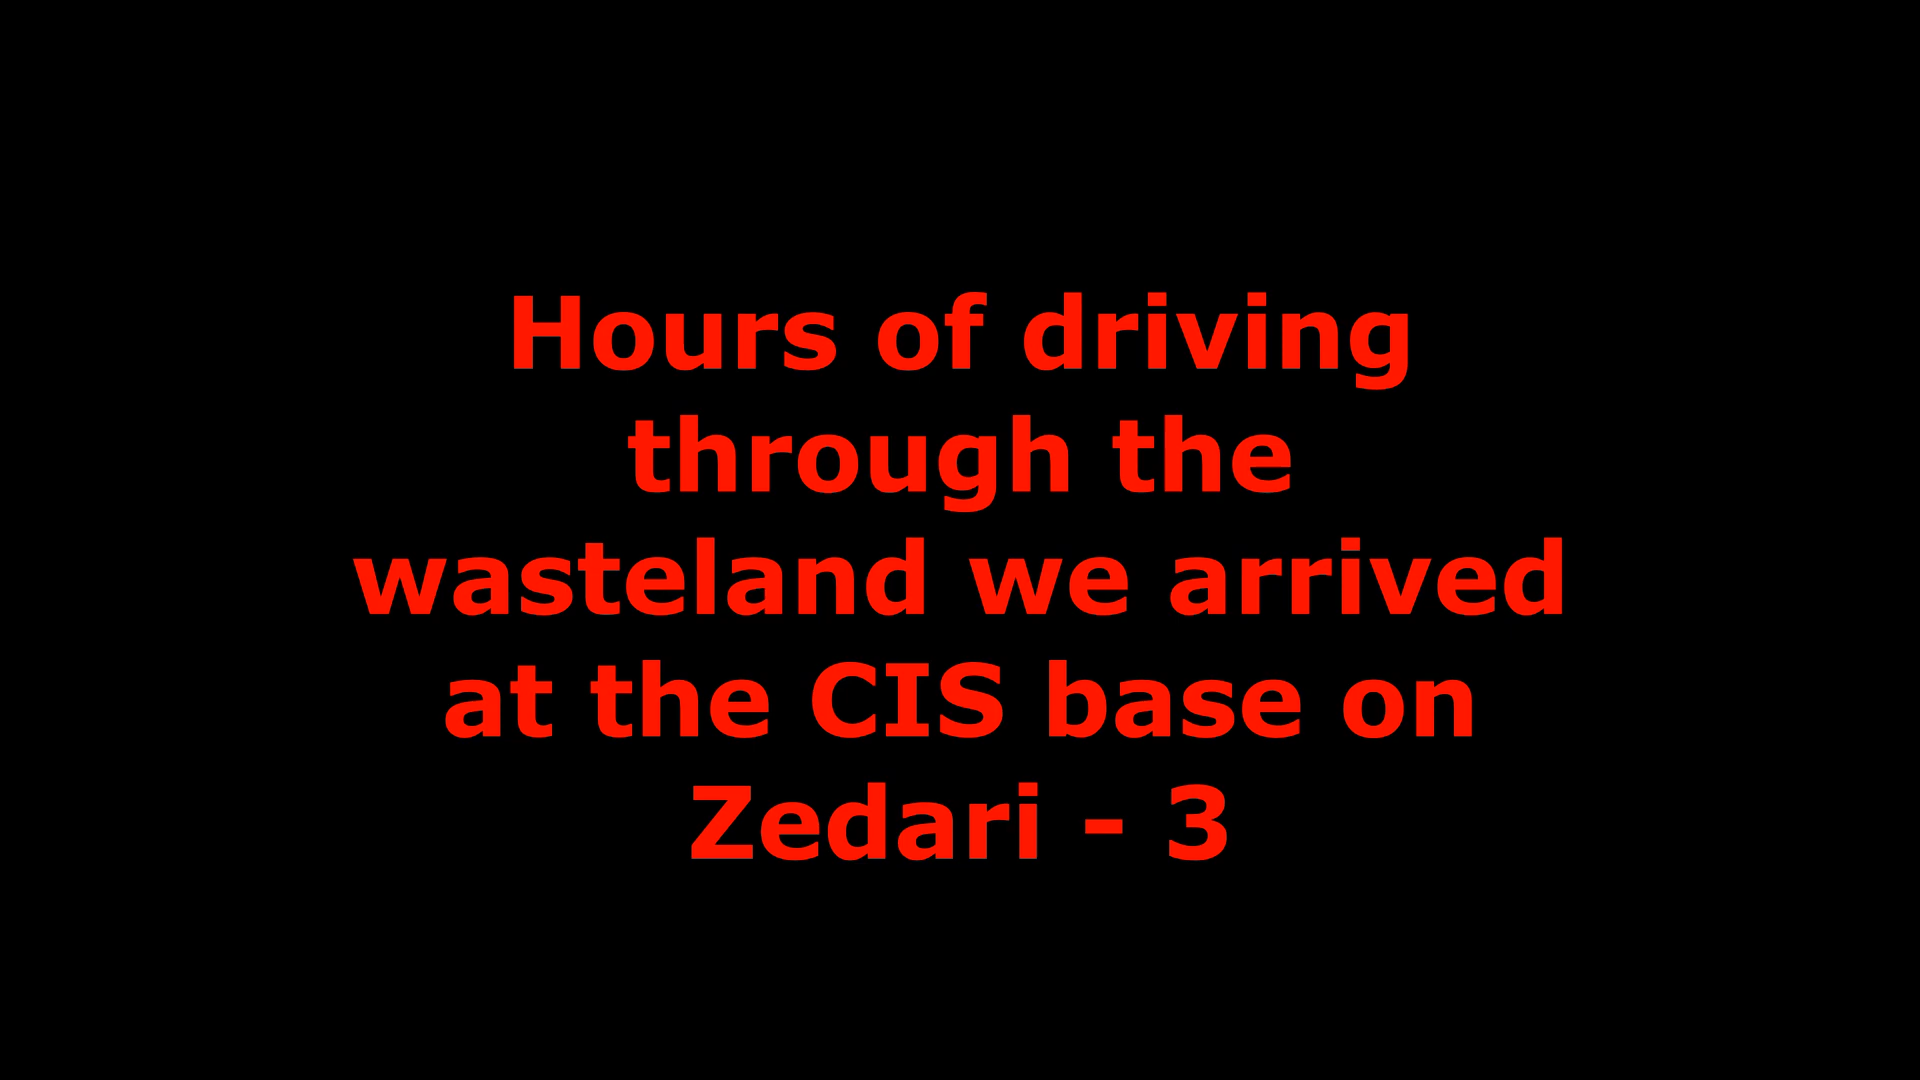 Hours of driving
through the
wasteland we arrived
at the CIS base on
Zedari - 3